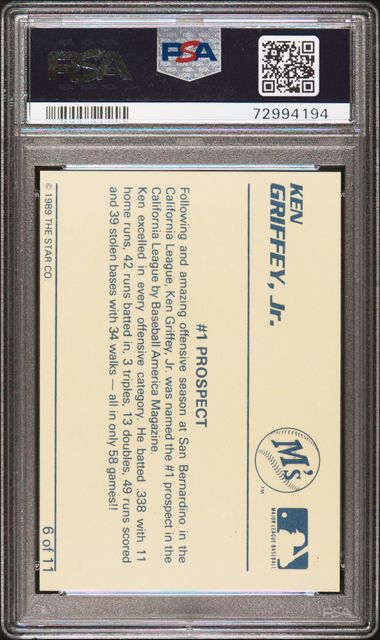 PSA
PSA
72994194
KEN
GRIFFEY, Jr.
M's
TM
MAJOR LEAGUE BASEBALL
#1 PROSPECT
Following and amazing offensive season at San Bernardino in the
California League, Ken Griffey, Jr. was named the #1 prospect in the
California League by Baseball America Magazine.
Ken excelled in every offensive category. He batted .338 with 11
home runs, 42 runs batted in, 3 triples, 13 doubles, 49 runs scored
and 39 stolen bases with 34 walks — all in only 58 games!!
© 1989 THE STAR CO.
6 of 11
PSA